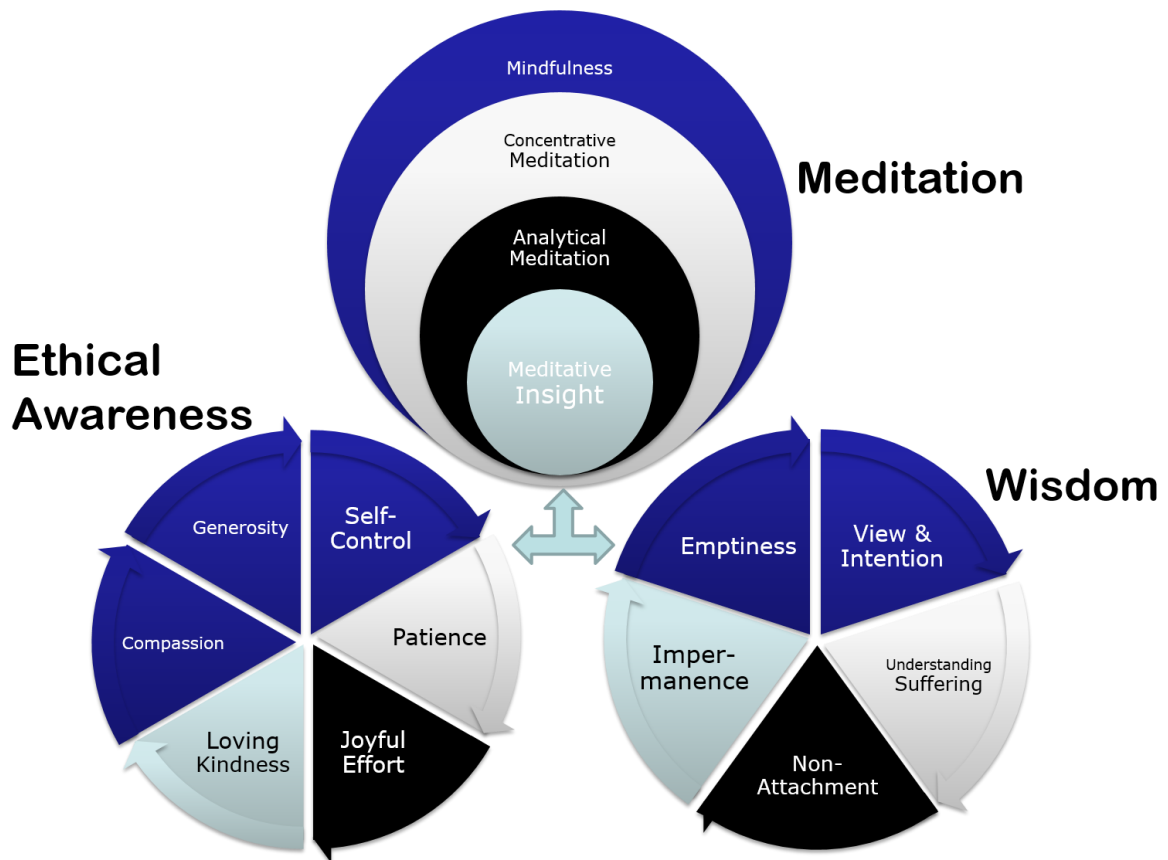 Mindfulness
Concentrative
Meditation
Analytical
Meditation
Meditative
Insight
Meditation
Ethical
Awareness
Generosity
Self-
Control
Patience
Joyful
Effort
Loving
Kindness
Compassion
Wisdom
Emptiness
View &
Intention
Understanding
Suffering
Non-
Attachment
Imper-
manence